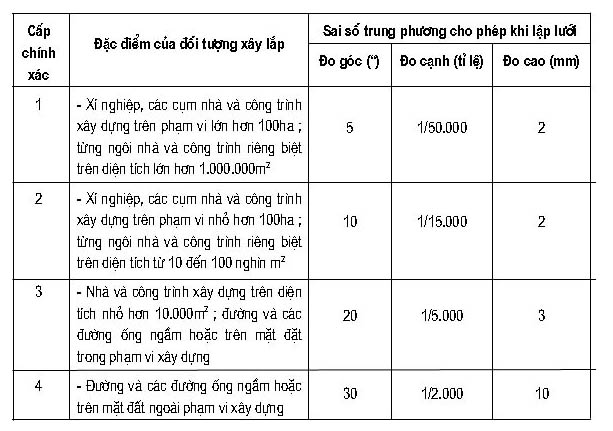 Cấp chính xác
Đặc điểm của đối tượng xây lắp
Sai số trung phương cho phép khi lập lưới
Đo góc (") Đo cạnh (tỉ lệ) Đo cao (mm)
1
- Xí nghiệp, các cụm nhà và công trình
xây dựng trên phạm vi lớn hơn 100ha ;
từng ngôi nhà và công trình riêng biệt
trên diện tích lớn hơn 1.000.000m²
5 1/50.000 2
2
- Xí nghiệp, các cụm nhà và công trình
xây dựng trên phạm vi nhỏ hơn 100ha ;
từng ngôi nhà và công trình riêng biệt
trên diện tích từ 10 đến 100 nghìn m²
10 1/15.000 2
3
- Nhà và công trình xây dựng trên diện
tích nhỏ hơn 10.000m² ; đường và các
đường ống ngầm hoặc trên mặt đất
trong phạm vi xây dựng
20 1/5.000 3
4
- Đường và các đường ống ngầm hoặc
trên mặt đất ngoài phạm vi xây dựng
30 1/2.000 10